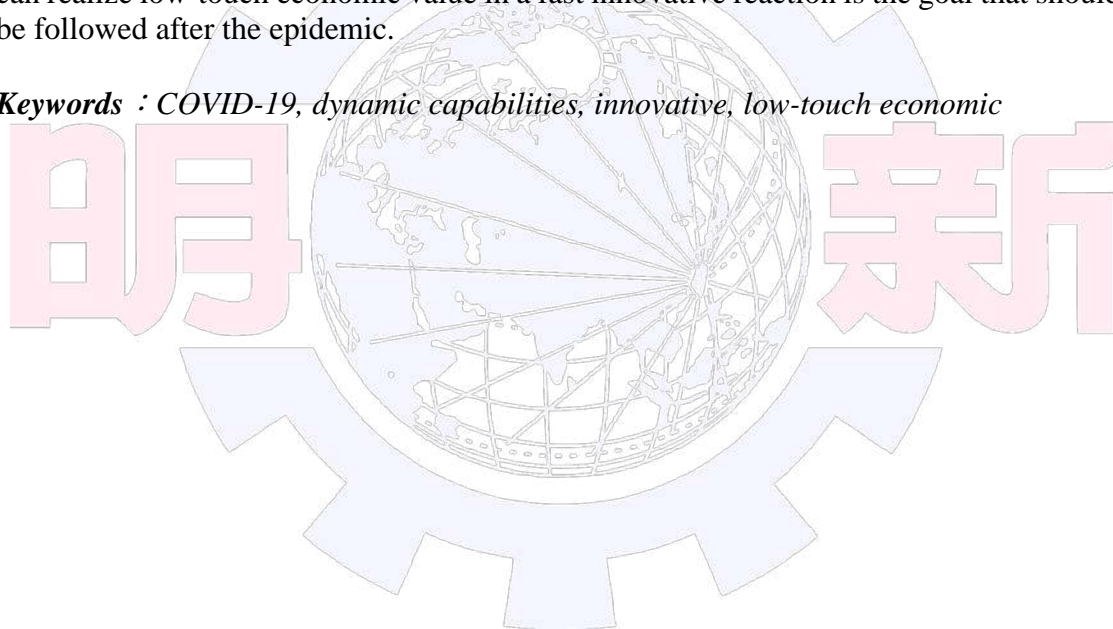 can realize low-touch economic value in a fast innovative reaction is the goal that should
be followed after the epidemic.
Keywords：COVID-19, dynamic capabilities, innovative, low-touch economic
明 新